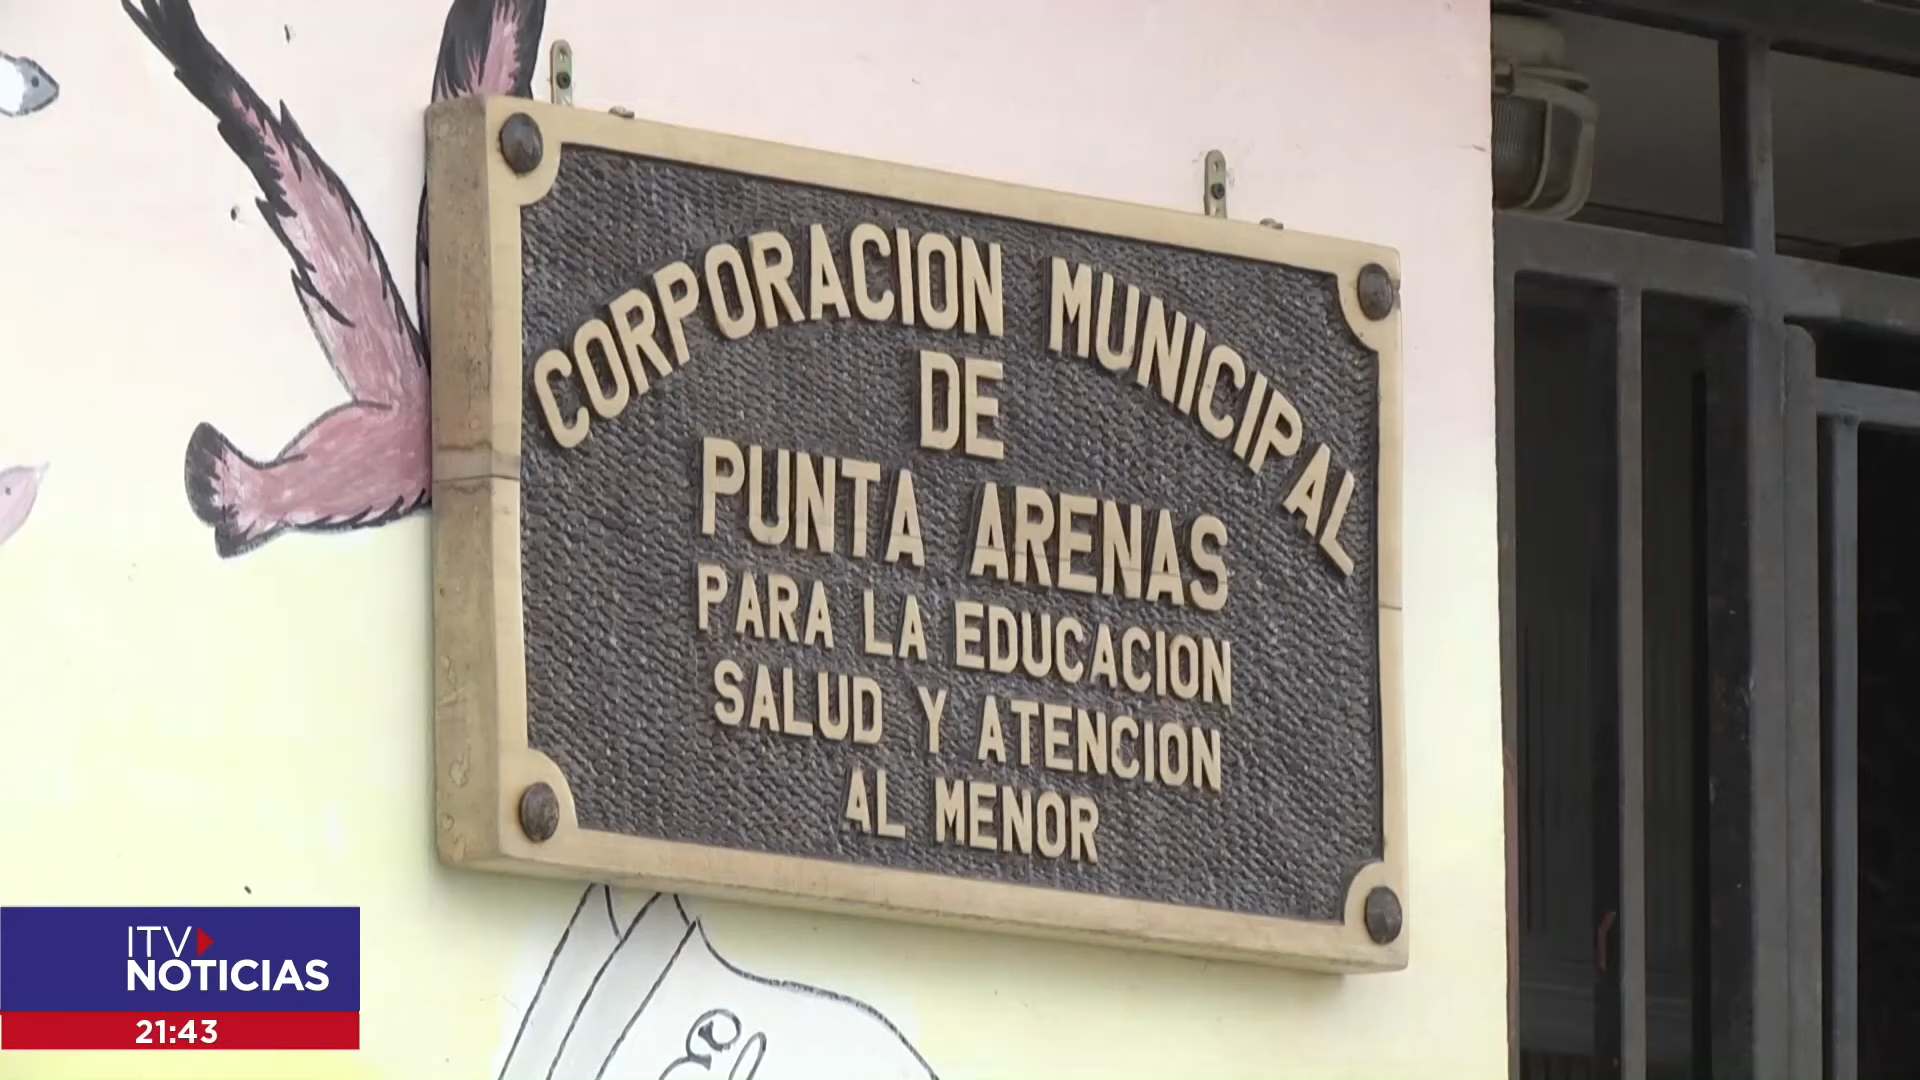 CORPORACION MUNICIPAL
DE
PUNTA ARENAS
PARA LA EDUCACION
SALUD Y ATENCION
AL MENOR
ITV
NOTICIAS
21:43